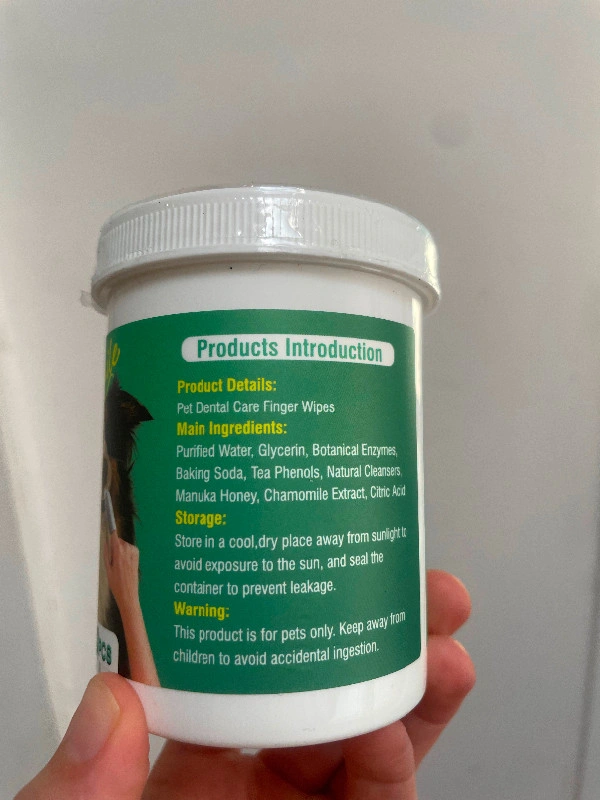 Products Introduction
Product Details:
Pet Dental Care Finger Wipes
Main Ingredients:
Purified Water, Glycerin, Botanical Enzymes,
Baking Soda, Tea Phenols, Natural Cleansers,
Manuka Honey, Chamomile Extract, Citric Acid
Storage:
Store in a cool,dry place away from sunlight to
avoid exposure to the sun, and seal the
container to prevent leakage.
Warning:
This product is for pets only. Keep away from
children to avoid accidental ingestion.